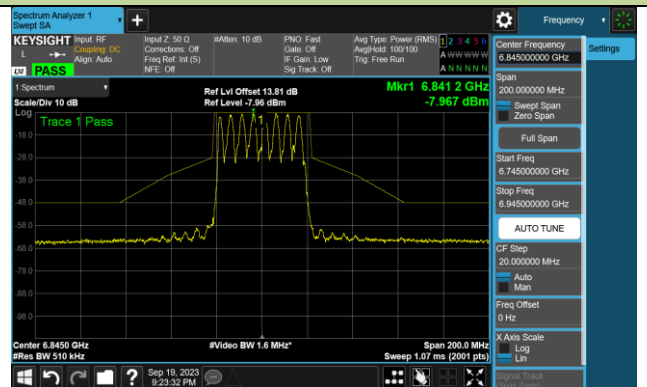 Spectrum Analyzer 1
Swept SA
Frequency
KEYSIGHT
L
LXI
PASS
Input: RF
Coupling: DC
Align: Auto
Input Z: 50 Ω
Corrections: Off
Freq Ref: Int (S)
NFE: Off
#Atten: 10 dB
PNO: Fast
Gate: Off
IF Gain: Low
Sig Track: Off
Avg Type: Power (RMS)
Avg|Hold: 100/100
Trig: Free Run
1 2 3 4 5 6
A W W W W W
A N N N N N
1 Spectrum
Scale/Div 10 dB
Ref Lvl Offset 13.81 dB
Ref Level -7.96 dBm
Mkr1 6.841 2 GHz
-7.967 dBm
Log
Trace 1 Pass
1
-18.0
-28.0
-38.0
-48.0
-58.0
-68.0
-78.0
-88.0
-98.0
Center 6.8450 GHz
#Res BW 510 kHz
#Video BW 1.6 MHz*
Span 200.0 MHz
Sweep 1.07 ms (2001 pts)
Center Frequency
6.845000000 GHz
Settings
Span
200.000000 MHz
Swept Span
Zero Span
Full Span
Start Freq
6.745000000 GHz
Stop Freq
6.945000000 GHz
AUTO TUNE
CF Step
20.000000 MHz
Auto
Man
Freq Offset
0 Hz
X Axis Scale
Log
Lin
Signal Track
(Span Zoom)
Sep 19, 2023
9:23:32 PM